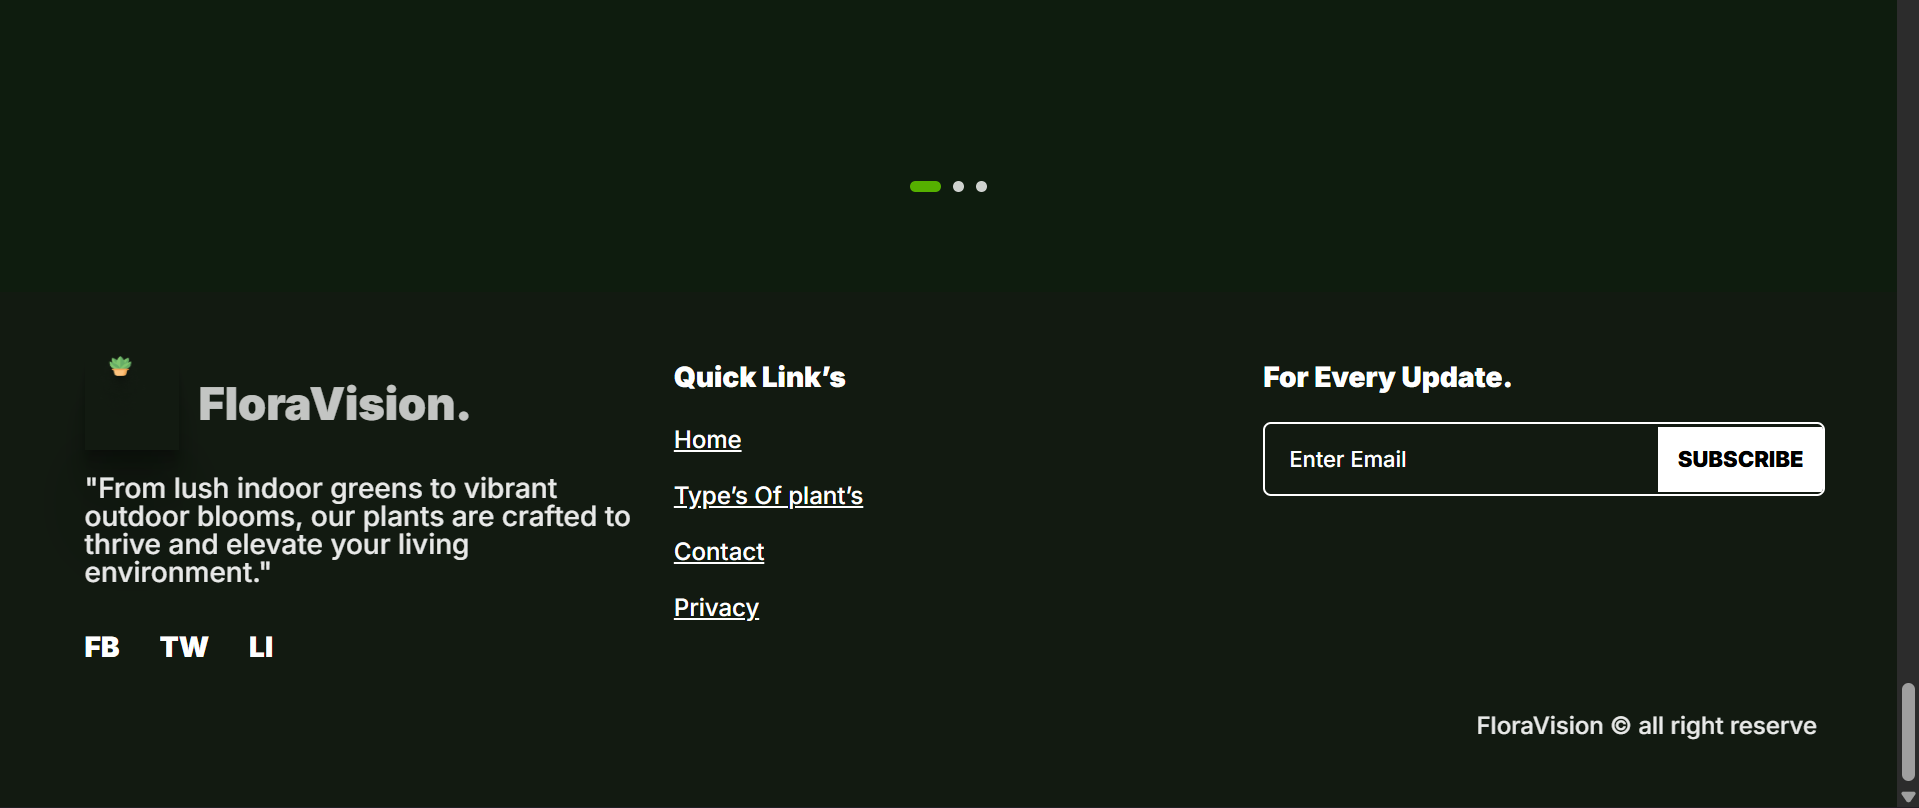 FloraVision.
"From lush indoor greens to vibrant
outdoor blooms, our plants are crafted to
thrive and elevate your living
environment."
FB TW LI
Quick Link’s
Home
Type’s Of plant’s
Contact
Privacy
For Every Update.
Enter Email SUBSCRIBE
FloraVision © all right reserve